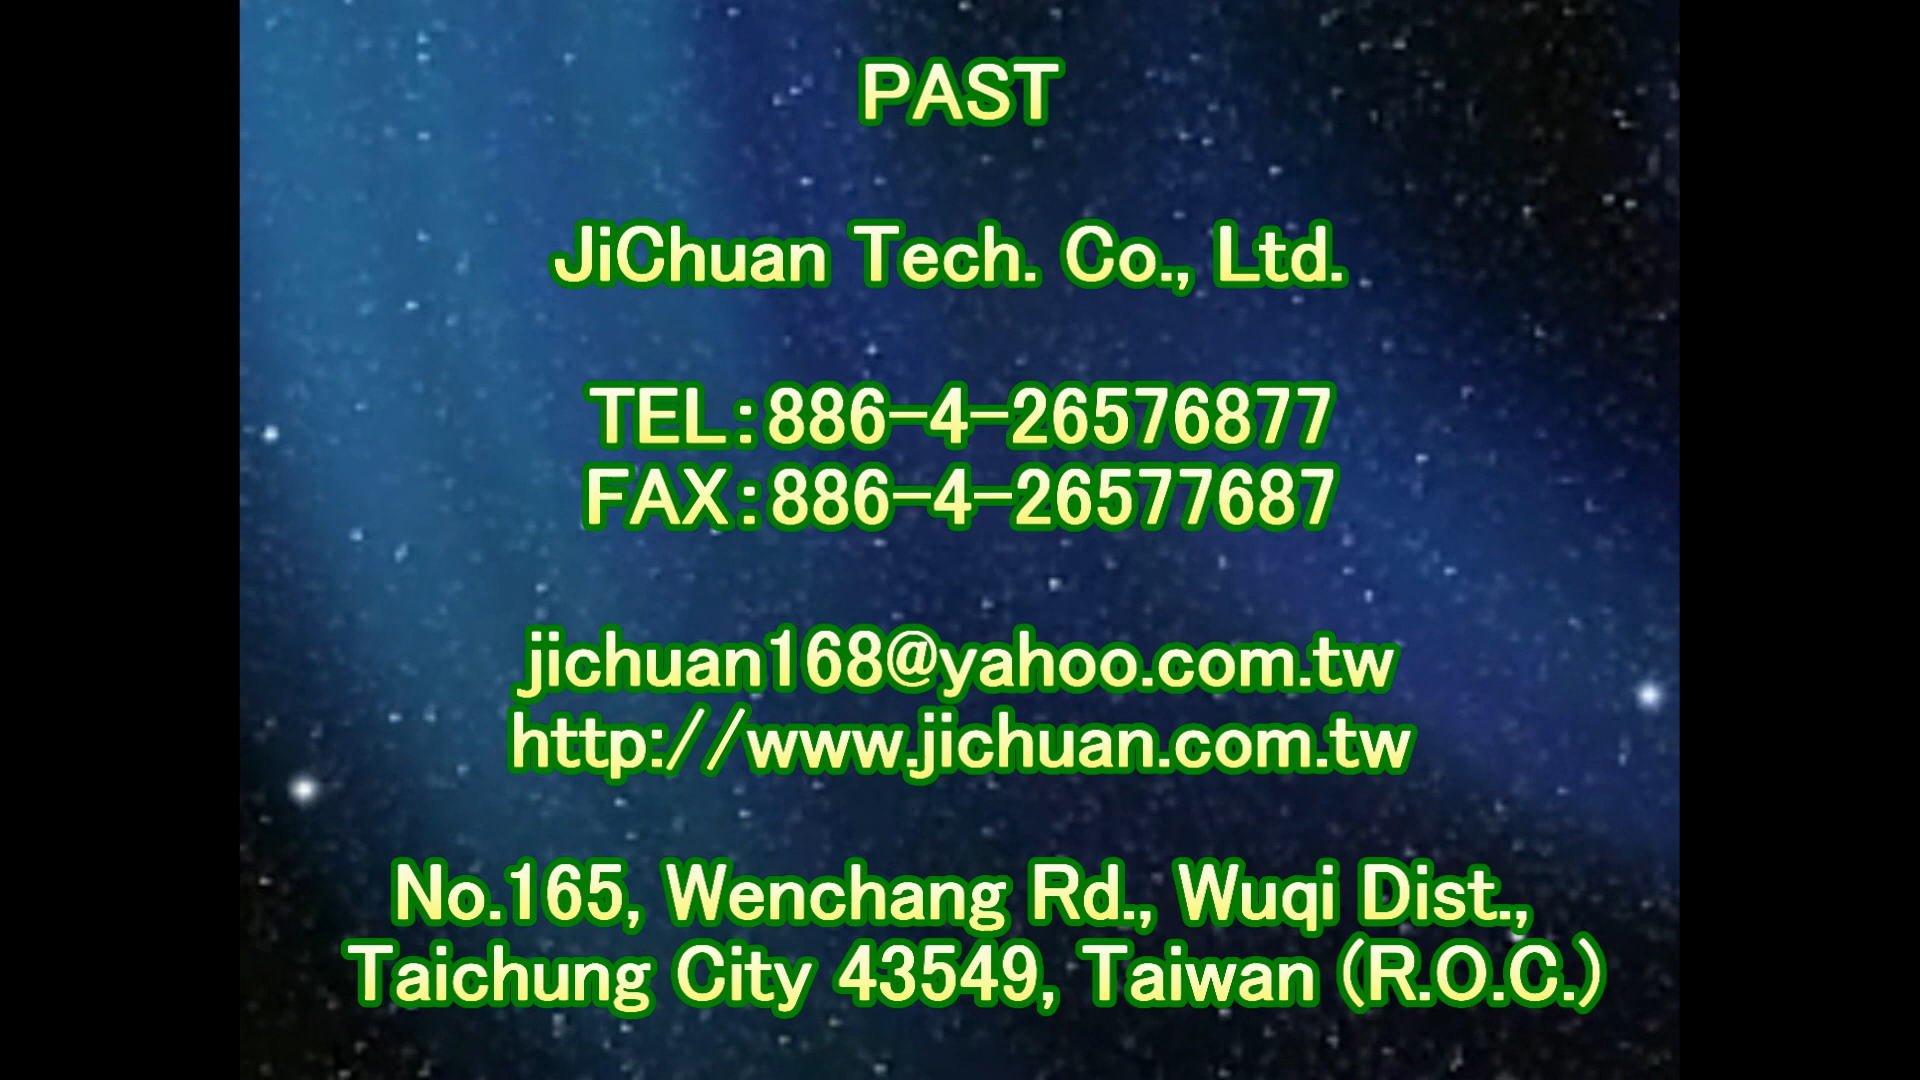 PAST
JiChuan Tech. Co., Ltd.
TEL:886-4-26576877
FAX:886-4-26577687
jichuan168@yahoo.com.tw
http://www.jichuan.com.tw
No.165, Wenchang Rd., Wuqi Dist.,
Taichung City 43549, Taiwan (R.O.C.)